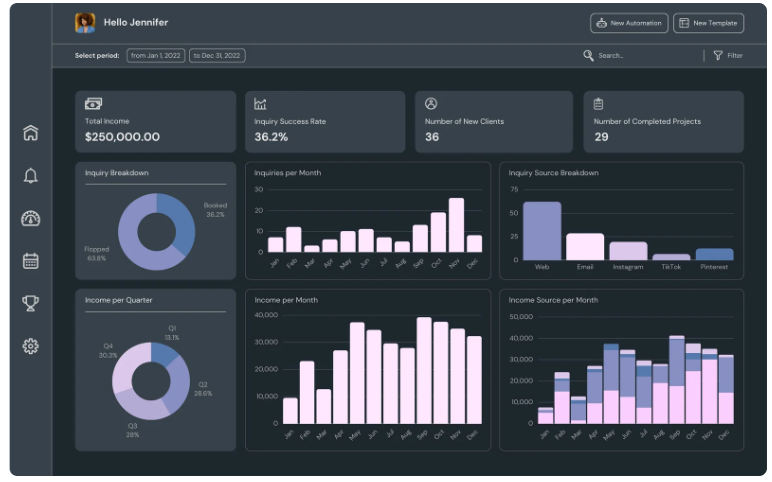 Hello Jennifer
New Automation
New Template
Select period:
from Jan 1, 2022
to Dec 31, 2022
Search...
Filter
Total Income
$250,000.00
Inquiry Success Rate
36.2%
Number of New Clients
36
Number of Completed Projects
29
Inquiry Breakdown
Booked
36.2%
Flopped
63.8%
Inquiries per Month
30
20
10
0
Jan Feb Mar Apr May Jun Jul Aug Sep Oct Nov Dec
Inquiry Source Breakdown
75
50
25
0
Web Email Instagram TikTok Pinterest
Income per Quarter
Q1
13.1%
Q4
30.2%
Q2
28.6%
Q3
28%
Income per Month
40,000
30,000
20,000
10,000
0
Jan Feb Mar Apr May Jun Jul Aug Sep Oct Nov Dec
Income Source per Month
50,000
40,000
30,000
20,000
10,000
0
Jan Feb Mar Apr May Jun Jul Aug Sep Oct Nov Dec